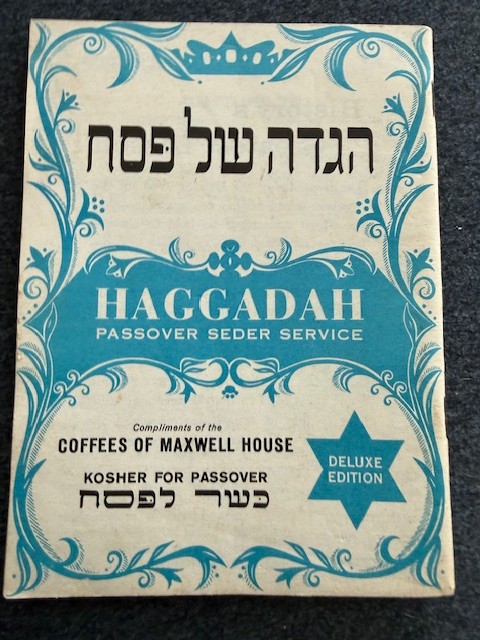 הגדה של פּסח
HAGGADAH
PASSOVER SEDER SERVICE
Compliments of the
COFFEES OF MAXWELL HOUSE
KOSHER FOR PASSOVER
כשר לפסח
DELUXE
EDITION